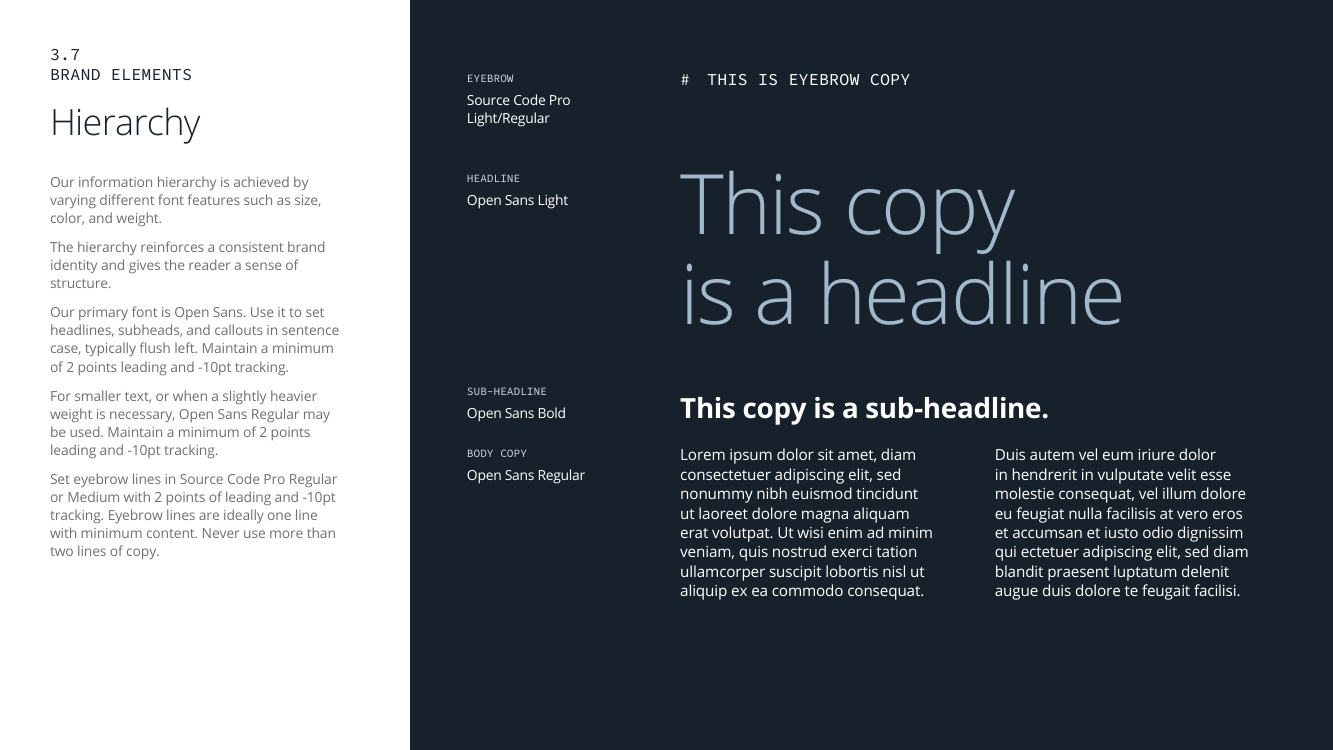 3.7
BRAND ELEMENTS
Hierarchy
Our information hierarchy is achieved by
varying different font features such as size,
color, and weight.
The hierarchy reinforces a consistent brand
identity and gives the reader a sense of
structure.
Our primary font is Open Sans. Use it to set
headlines, subheads, and callouts in sentence
case, typically flush left. Maintain a minimum
of 2 points leading and -10pt tracking.
For smaller text, or when a slightly heavier
weight is necessary, Open Sans Regular may
be used. Maintain a minimum of 2 points
leading and -10pt tracking.
Set eyebrow lines in Source Code Pro Regular
or Medium with 2 points of leading and -10pt
tracking. Eyebrow lines are ideally one line
with minimum content. Never use more than
two lines of copy.
EYEBROW
Source Code Pro
Light/Regular
# THIS IS EYEBROW COPY
HEADLINE
Open Sans Light
This copy
is a headline
SUB-HEADLINE
Open Sans Bold
This copy is a sub-headline.
BODY COPY
Open Sans Regular
Lorem ipsum dolor sit amet, diam
consectetuer adipiscing elit, sed
nonummy nibh euismod tincidunt
ut laoreet dolore magna aliquam
erat volutpat. Ut wisi enim ad minim
veniam, quis nostrud exerci tation
ullamcorper suscipit lobortis nisl ut
aliquip ex ea commodo consequat.
Duis autem vel eum iriure dolor
in hendrerit in vulputate velit esse
molestie consequat, vel illum dolore
eu feugiat nulla facilisis at vero eros
et accumsan et iusto odio dignissim
qui ectetuer adipiscing elit, sed diam
blandit praesent luptatum delenit
augue duis dolore te feugait facilisi.